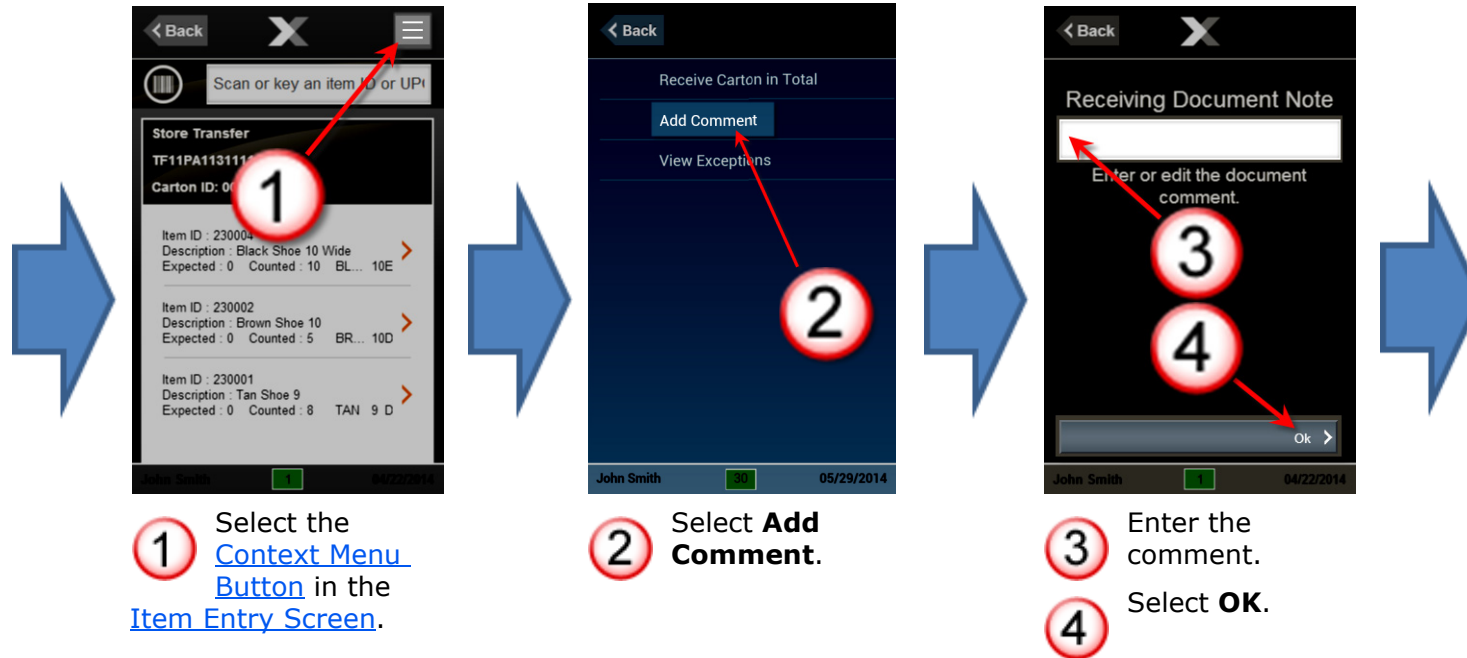 Back
Scan or key an item ID or UP
Store Transfer
TF11PA113111
Carton ID:
1
Item ID : 230004
Description : Black Shoe 10 Wide
Expected : 0 Counted : 10 BL... 10E
Item ID : 230002
Description : Brown Shoe 10
Expected : 0 Counted : 5 BR... 10D
Item ID : 230001
Description : Tan Shoe 9
Expected : 0 Counted : 8 TAN 9 D
John Smith 1 04/22/2014
1 Select the
Context Menu
Button in the
Item Entry Screen.
Back
Receive Carton in Total
Add Comment
View Exceptions
2
John Smith 30 05/29/2014
2 Select Add
Comment.
Back
Receiving Document Note
Enter or edit the document
comment.
3
4
Ok
John Smith 1 04/22/2014
3 Enter the
comment.
4 Select OK.